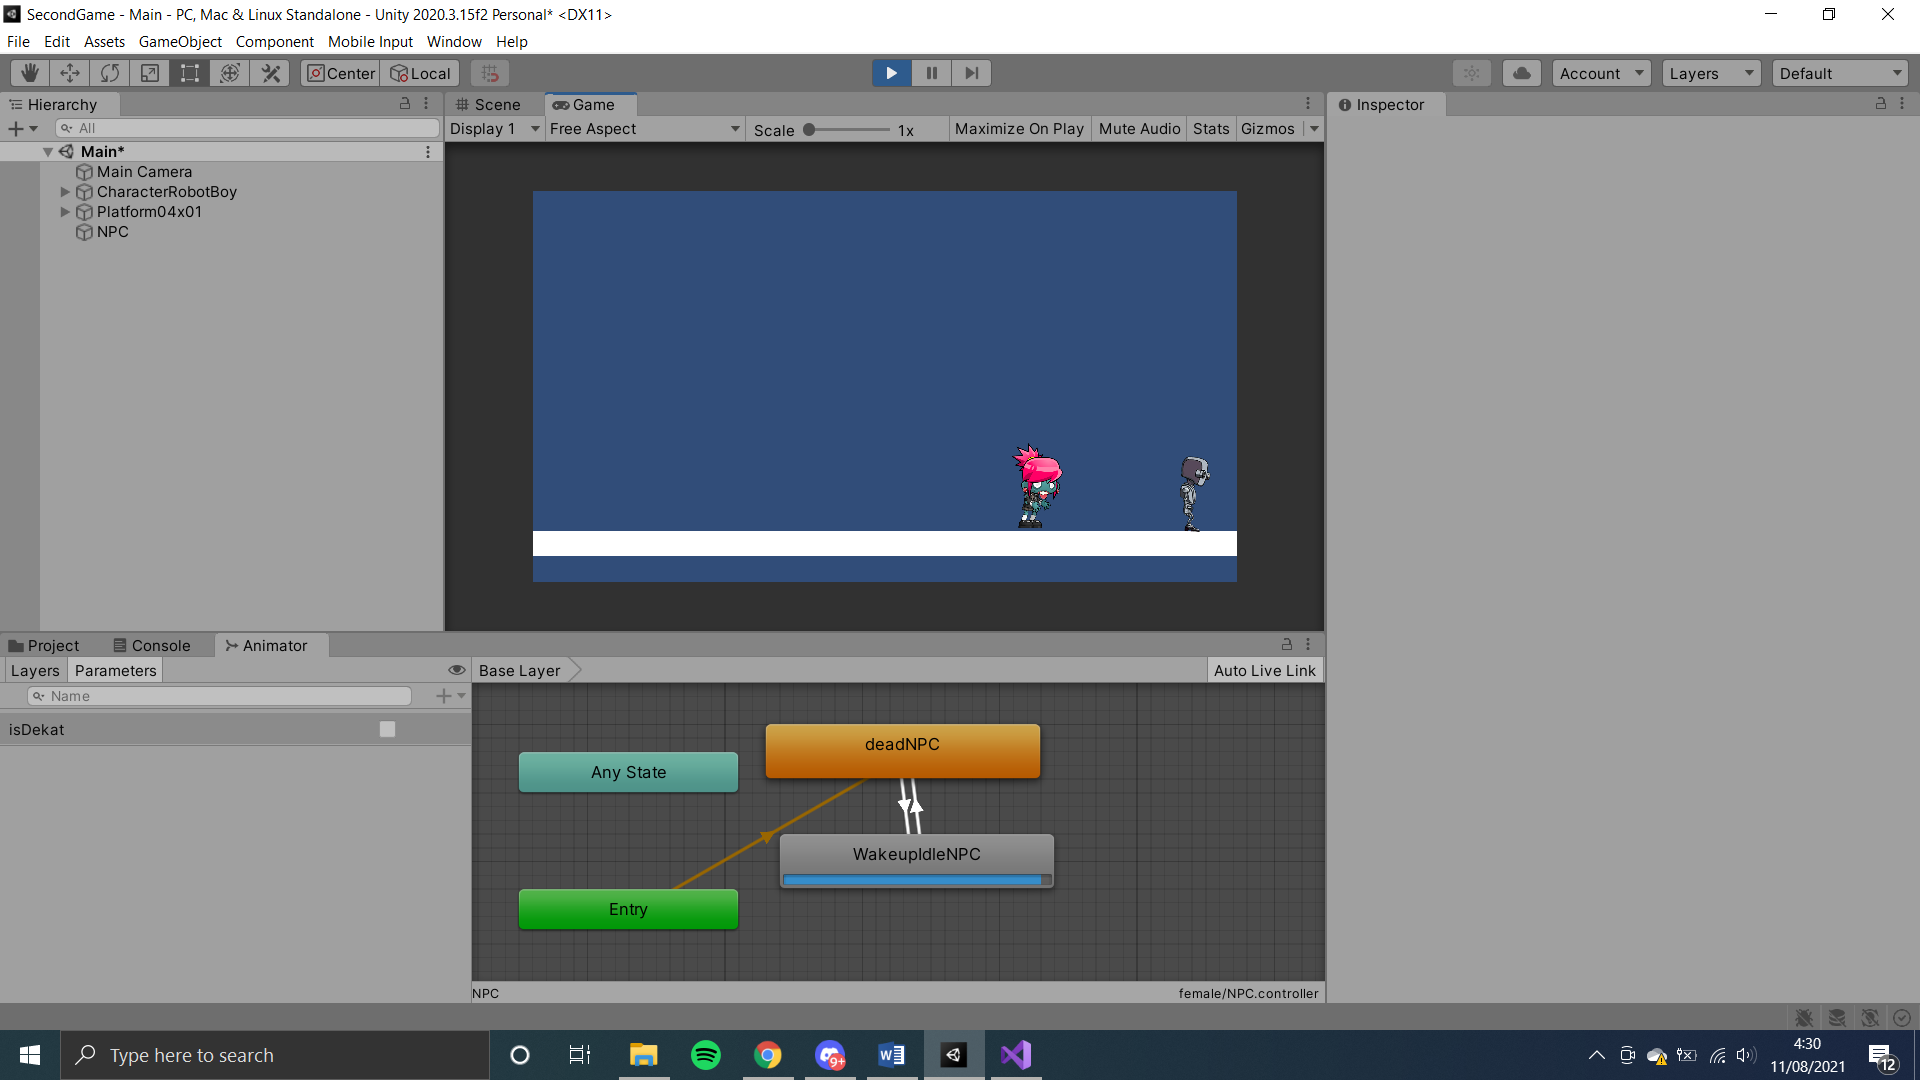 SecondGame - Main - PC, Mac & Linux Standalone - Unity 2020.3.15f2 Personal* <DX11>
File Edit Assets GameObject Component Mobile Input Window Help
Center Local Account Layers Default
Hierarchy
All
Main*
Main Camera
CharacterRobotBoy
Platform04x01
NPC
Scene Game
Display 1 Free Aspect Scale 1x Maximize On Play Mute Audio Stats Gizmos
Inspector
Project Console Animator
Layers Parameters
Name
isDekat
Base Layer Auto Live Link
deadNPC
Any State
WakeupIdleNPC
Entry
NPC female/NPC.controller
Type here to search
9+
4:30
11/08/2021
12